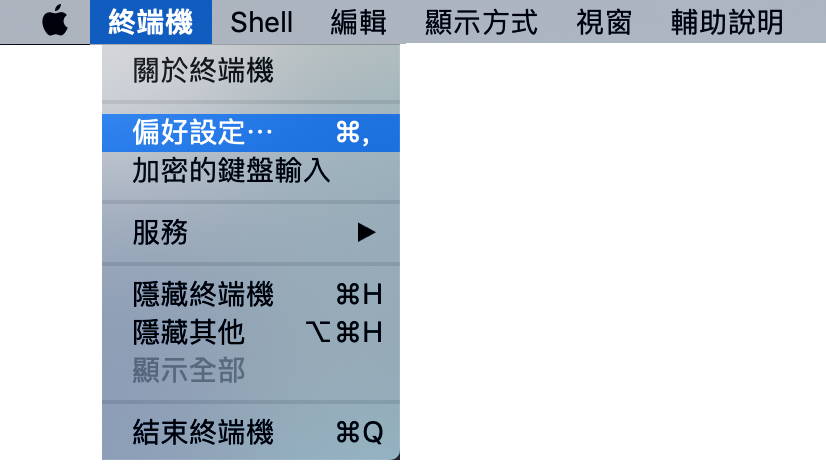 終端機 Shell 編輯 顯示方式 視窗 輔助說明
關於終端機
偏好設定⋯ ⌘,
加密的鍵盤輸入
服務 ▶
隱藏終端機 ⌘H
隱藏其他 ⌥⌘H
顯示全部
結束終端機 ⌘Q